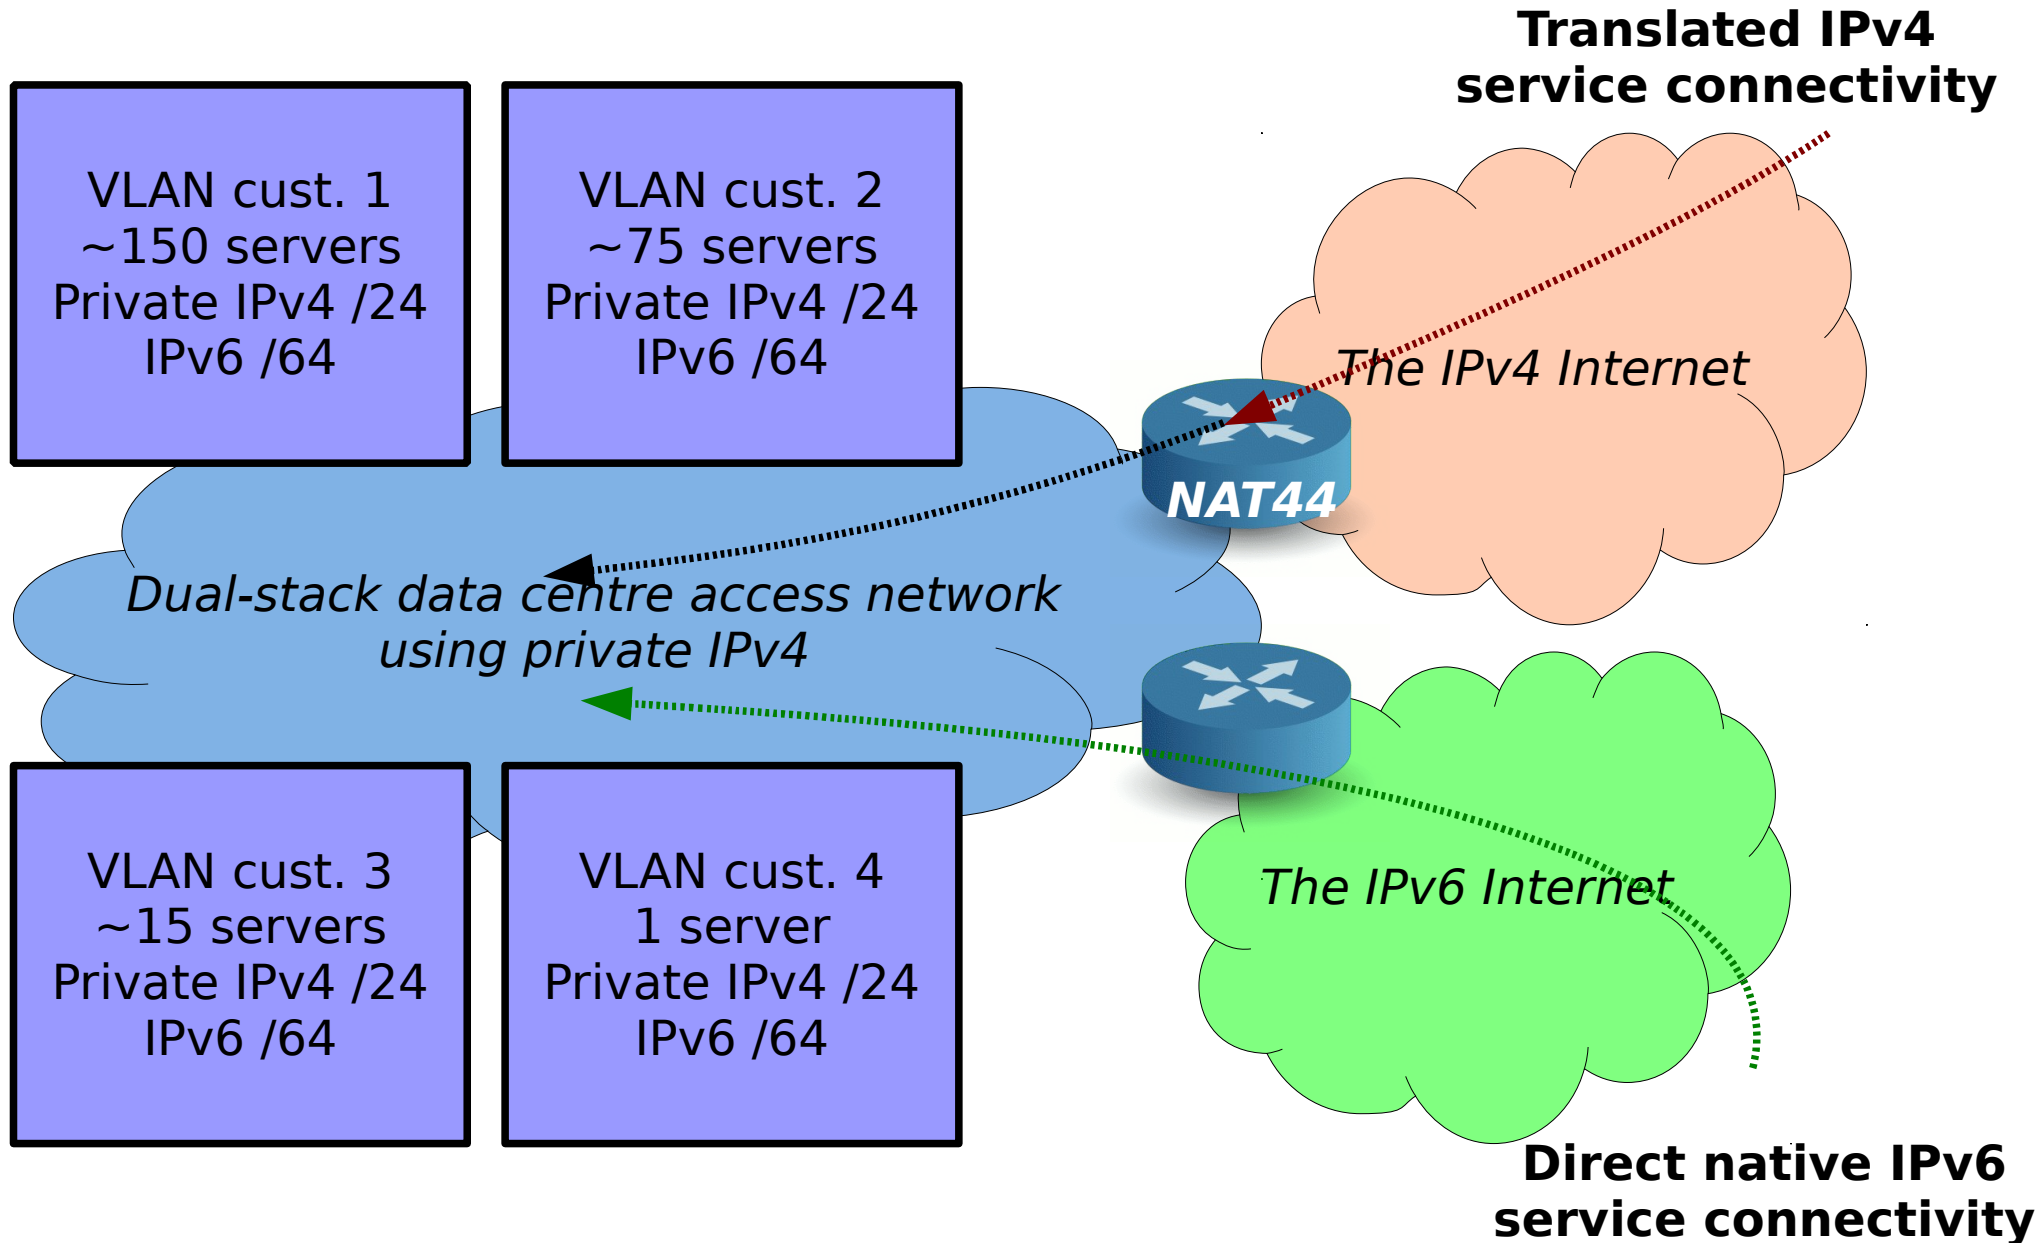 Translated IPv4
service connectivity
VLAN cust. 1
~150 servers
Private IPv4 /24
IPv6 /64
VLAN cust. 2
~75 servers
Private IPv4 /24
IPv6 /64
The IPv4 Internet
NAT44
Dual-stack data centre access network
using private IPv4
VLAN cust. 3
~15 servers
Private IPv4 /24
IPv6 /64
VLAN cust. 4
1 server
Private IPv4 /24
IPv6 /64
The IPv6 Internet
Direct native IPv6
service connectivity